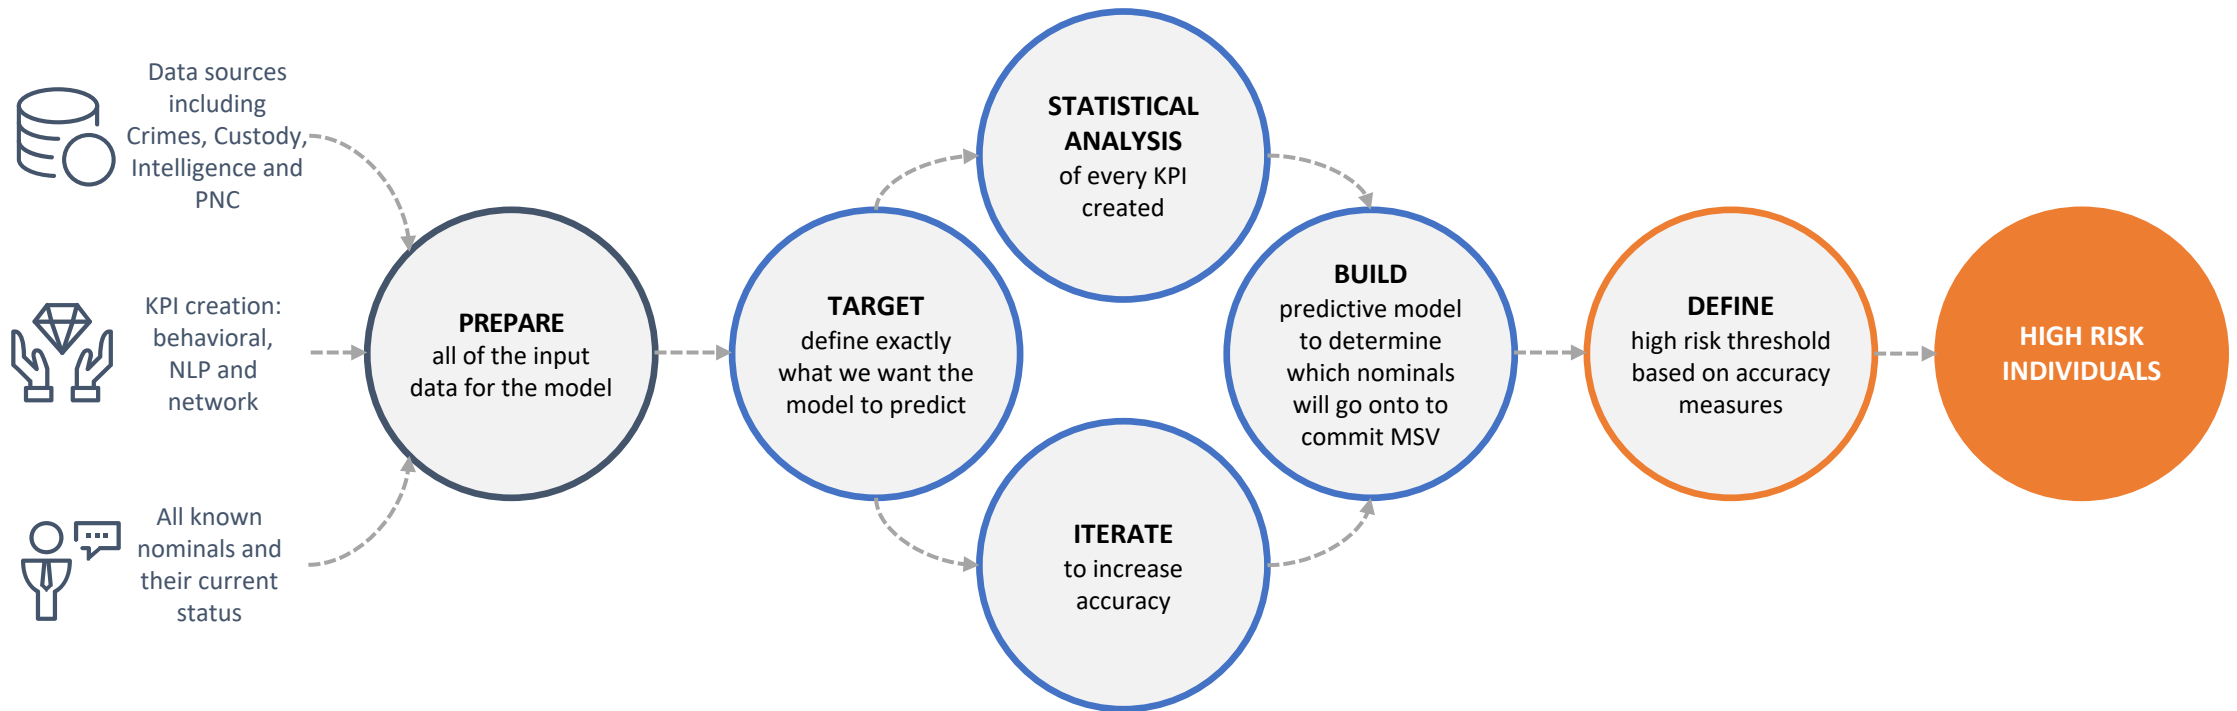 Data sources
including
Crimes, Custody,
Intelligence and
PNC
KPI creation:
behavioral,
NLP and
network
All known
nominals and
their current
status
PREPARE
all of the input
data for the model
TARGET
define exactly
what we want the
model to predict
STATISTICAL
ANALYSIS
of every KPI
created
ITERATE
to increase
accuracy
BUILD
predictive model
to determine
which nominals
will go onto to
commit MSV
DEFINE
high risk threshold
based on accuracy
measures
HIGH RISK
INDIVIDUALS